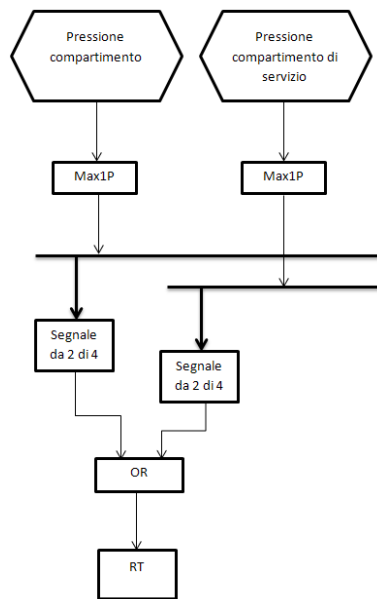 Pressione
compartimento
Pressione
compartimento di
servizio
Max1P
Max1P
Segnale
da 2 di 4
Segnale
da 2 di 4
OR
RT